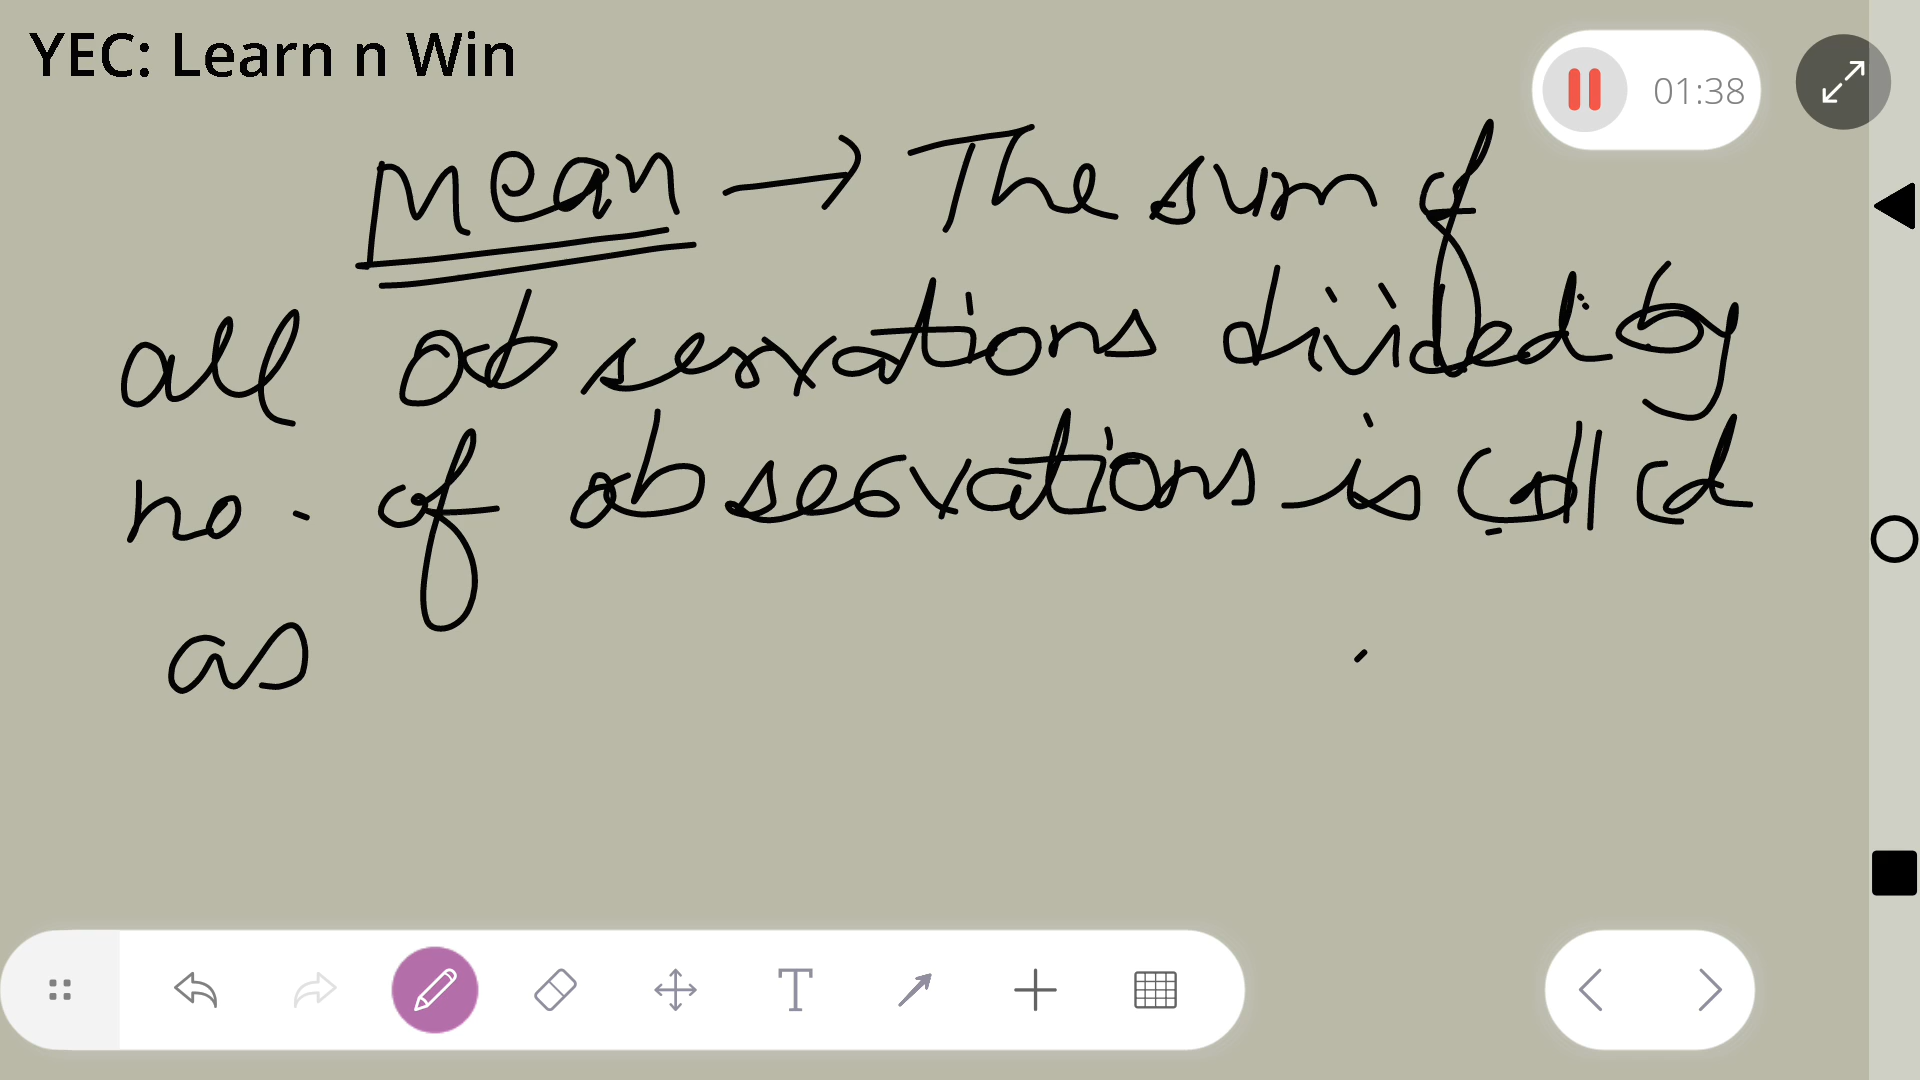 YEC: Learn n Win
01:38
Mean → The sum of
all observations divided by
no. of observations is called
as
T